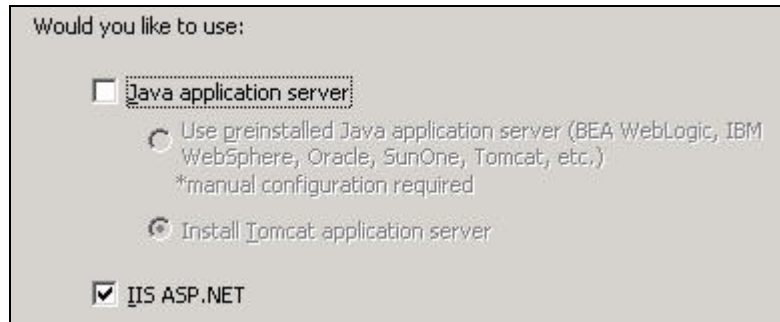 Would you like to use:
Java application server
Use preinstalled Java application server (BEA WebLogic, IBM
WebSphere, Oracle, SunOne, Tomcat, etc.)
*manual configuration required
Install Tomcat application server
IIS ASP.NET